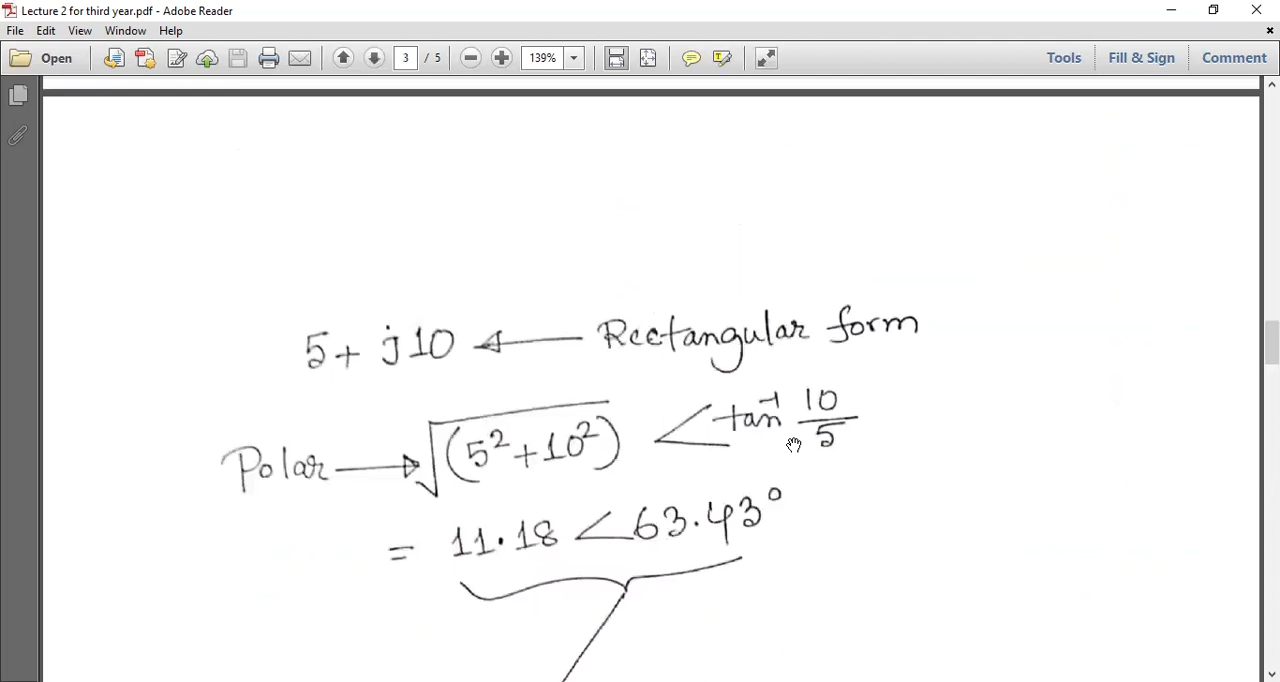 Lecture 2 for third year.pdf - Adobe Reader
File Edit View Window Help
Open 3 / 5 139% Tools Fill & Sign Comment
5 + j10 ← Rectangular form
Polar → √(5² + 10²) ∠tan⁻¹ 10/5
= 11.18 ∠63.43°